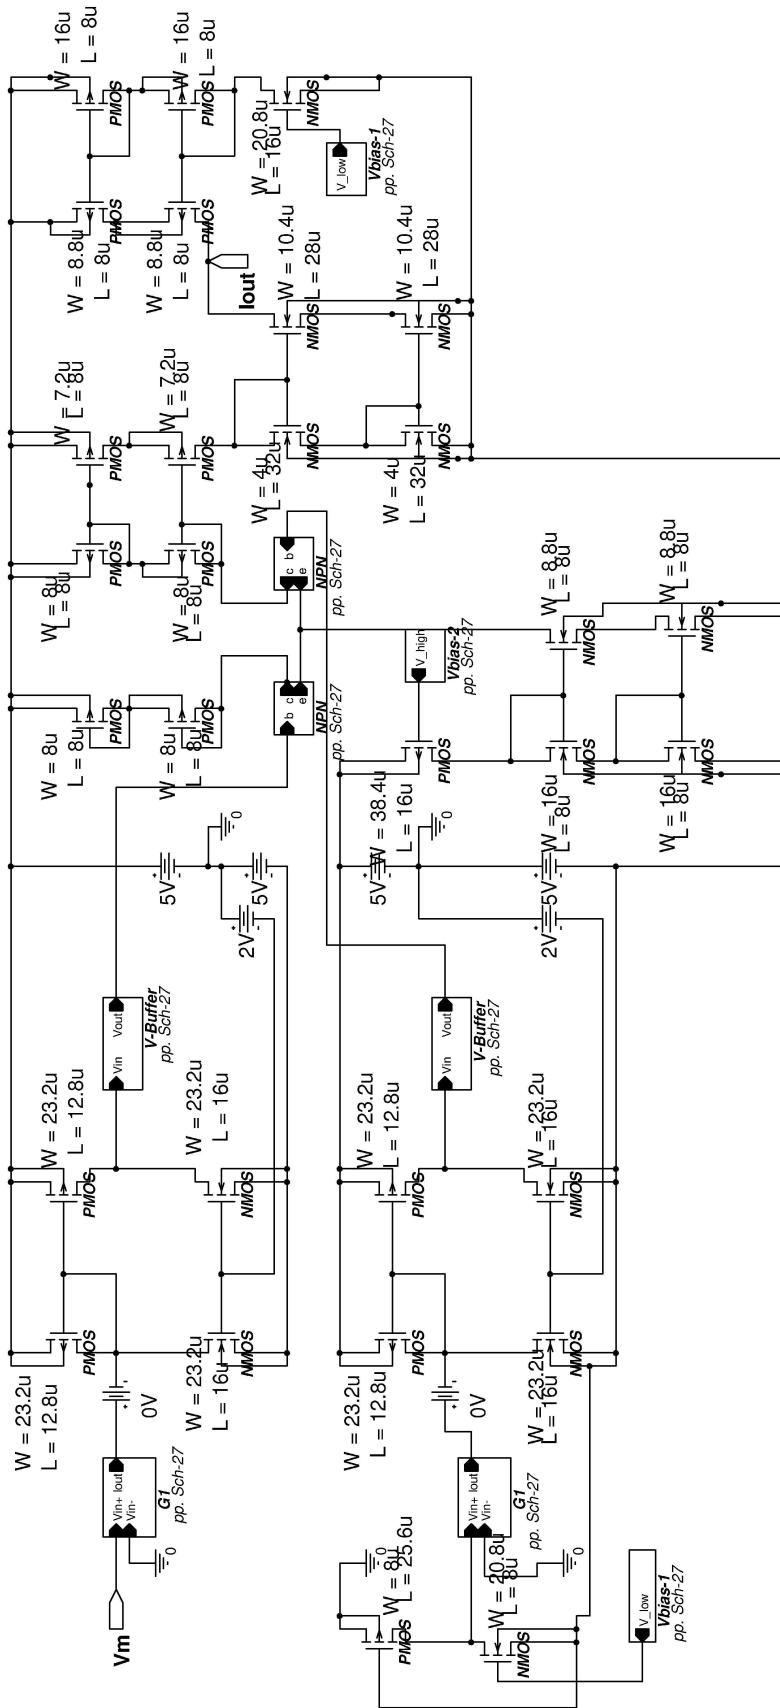 W = 16u
L = 8u
PMOS
W = 16u
L = 8u
PMOS
W = 20.8u
L = 16u
NMOS
V_low
Vbias-1
pp. Sch-27
W = 8.8u
L = 8u
PMOS
W = 8.8u
L = 8u
PMOS
Iout
W = 10.4u
L = 28u
NMOS
W = 10.4u
L = 28u
NMOS
W = 7.2u
L = 8u
PMOS
W = 7.2u
L = 8u
PMOS
W = 4u
L = 32u
NMOS
W = 4u
L = 32u
NMOS
W = 8u
L = 8u
PMOS
W = 8u
L = 8u
PMOS
b
c
e
NPN
pp. Sch-27
W = 8u
L = 8u
PMOS
W = 8u
L = 8u
PMOS
c
b
e
NPN
pp. Sch-27
V_high
Vbias-2
pp. Sch-27
W = 8.8u
L = 8u
NMOS
W = 8.8u
L = 8u
NMOS
W = 38.4u
L = 16u
PMOS
W = 16u
L = 8u
NMOS
W = 16u
L = 8u
NMOS
5V
0
5V
2V
5V
0
5V
2V
Vin
Vout
V-Buffer
pp. Sch-27
Vin
Vout
V-Buffer
pp. Sch-27
W = 23.2u
L = 12.8u
PMOS
W = 23.2u
L = 16u
NMOS
W = 23.2u
L = 12.8u
PMOS
W = 23.2u
L = 16u
NMOS
W = 23.2u
L = 12.8u
PMOS
W = 23.2u
L = 16u
NMOS
W = 23.2u
L = 12.8u
PMOS
W = 23.2u
L = 16u
NMOS
0V
0V
Vin+
Iout
Vin-
G1
pp. Sch-27
0
Vm
Vin+
Iout
Vin-
G1
pp. Sch-27
0
0
W = 8u
L = 25.6u
PMOS
W = 20.8u
L = 8u
NMOS
V_low
Vbias-1
pp. Sch-27